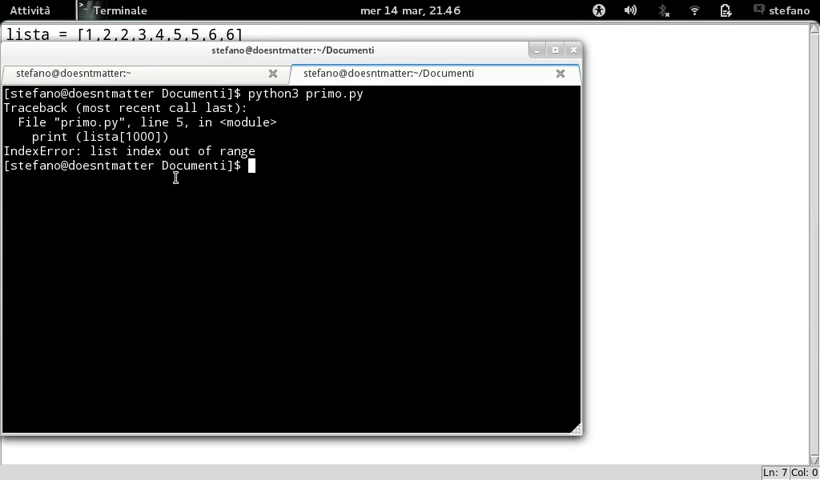 Attività
Terminale
mer 14 mar, 21.46
stefano
lista = [1,2,2,3,4,5,5,6,6]
stefano@doesntmatter:~/Documenti
stefano@doesntmatter:~
stefano@doesntmatter:~/Documenti
[stefano@doesntmatter Documenti]$ python3 primo.py
Traceback (most recent call last):
  File "primo.py", line 5, in <module>
    print (lista[1000])
IndexError: list index out of range
[stefano@doesntmatter Documenti]$
Ln: 7 Col: 0